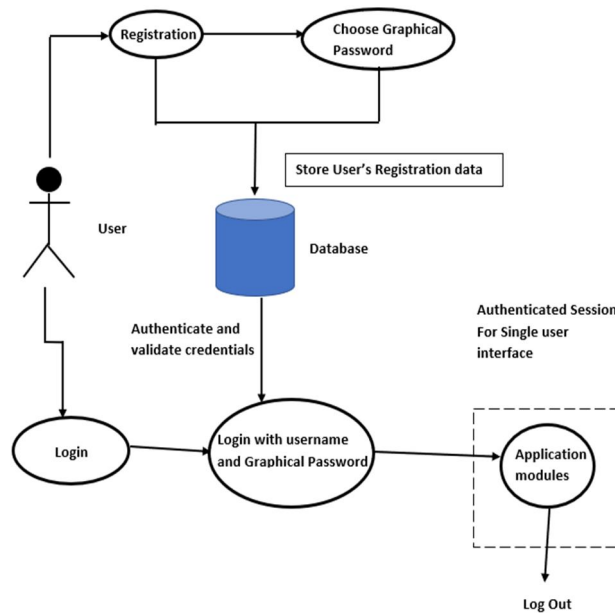 Registration
Choose Graphical
Password
Store User's Registration data
User
Database
Authenticate and
validate credentials
Authenticated Session
For Single user
interface
Login
Login with username
and Graphical Password
Application
modules
Log Out